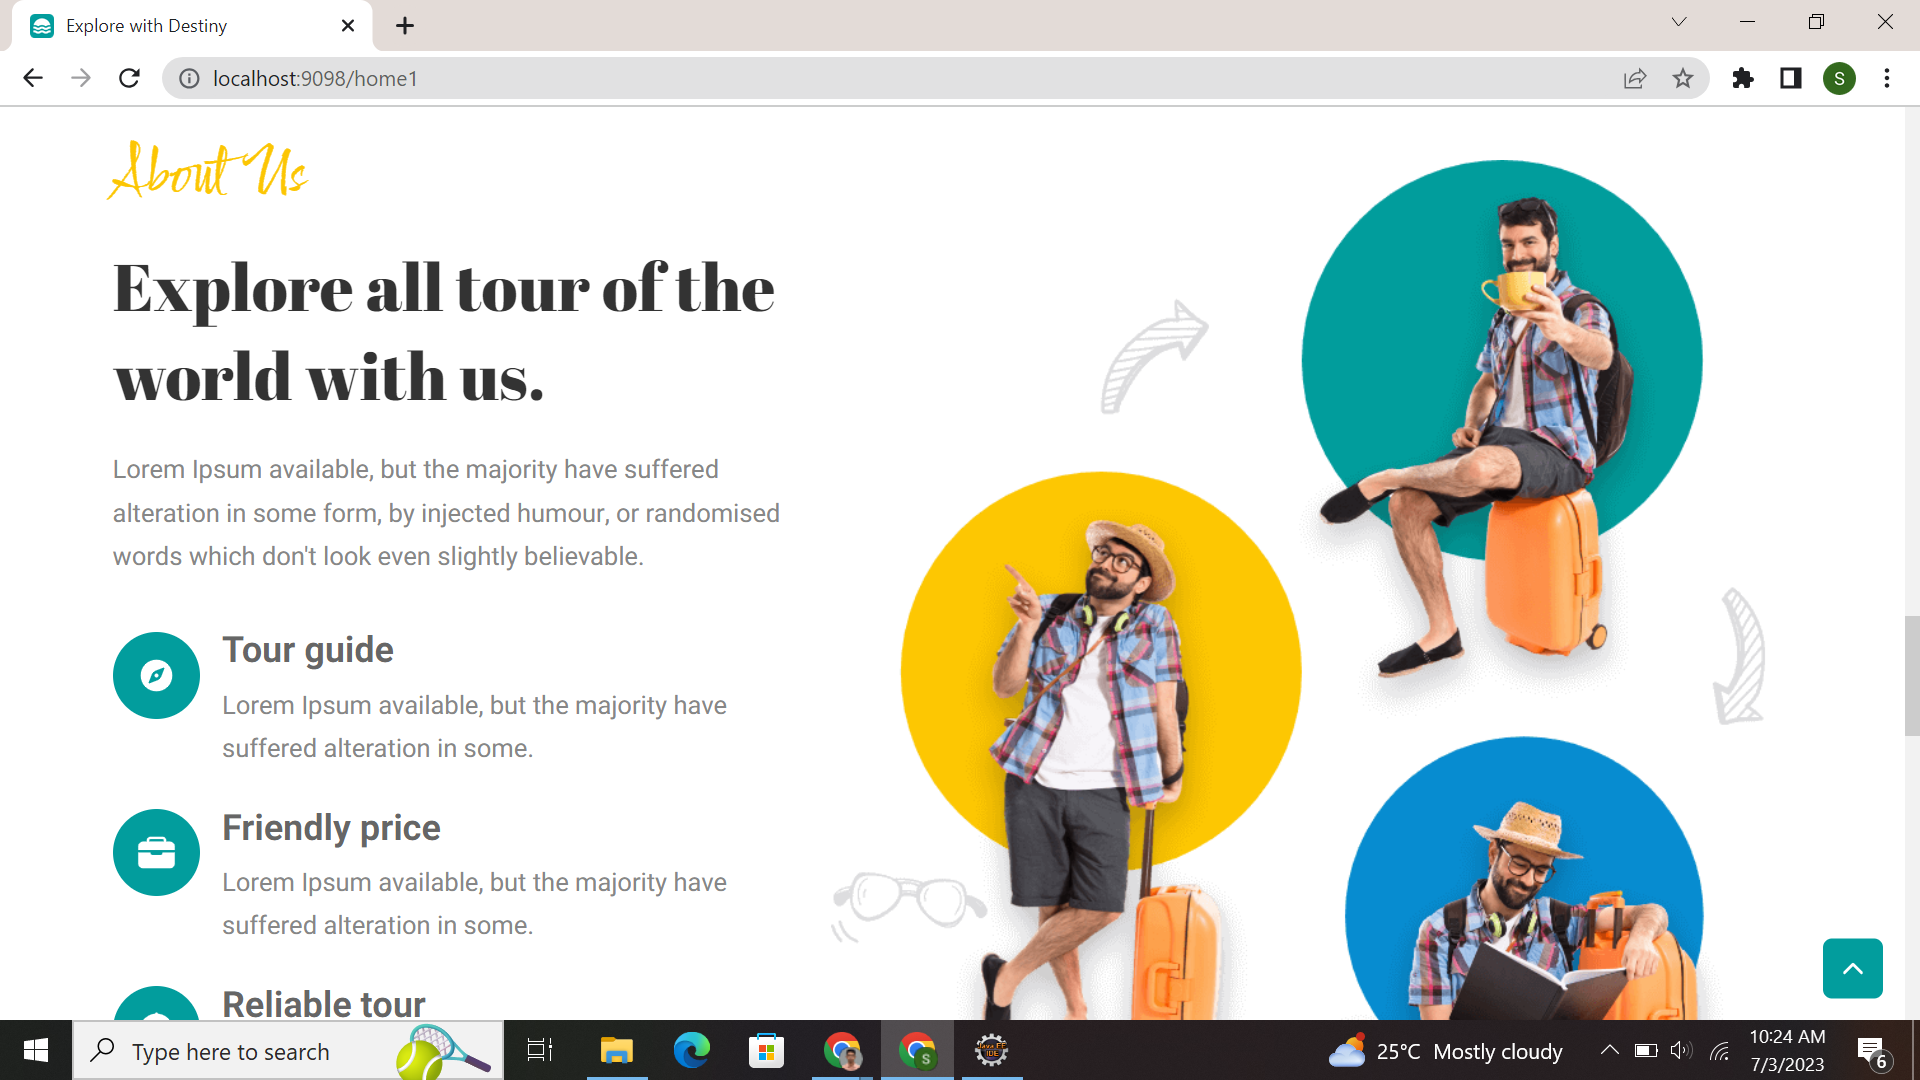 Explore with Destiny
localhost:9098/home1
S
About Us
Explore all tour of the
world with us.
Lorem Ipsum available, but the majority have suffered
alteration in some form, by injected humour, or randomised
words which don't look even slightly believable.
Tour guide
Lorem Ipsum available, but the majority have
suffered alteration in some.
Friendly price
Lorem Ipsum available, but the majority have
suffered alteration in some.
Reliable tour
Type here to search
S
Java EE
IDE
25°C Mostly cloudy
10:24 AM
7/3/2023
6